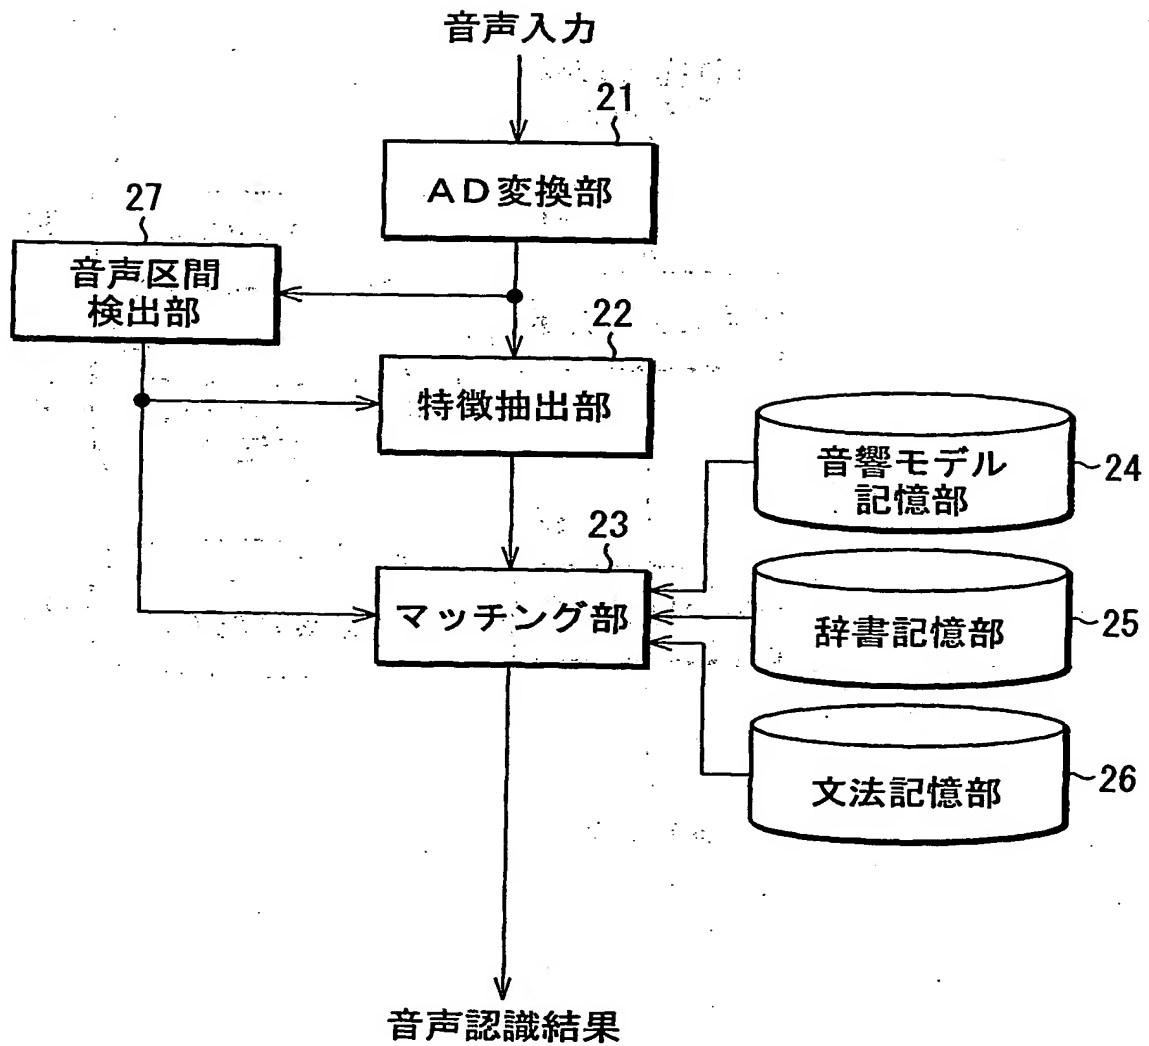 音声入力
21
AD変換部
27
音声区間
検出部
22
特徴抽出部
音響モデル
記憶部
24
23
マッチング部
辞書記憶部
25
文法記憶部
26
音声認識結果